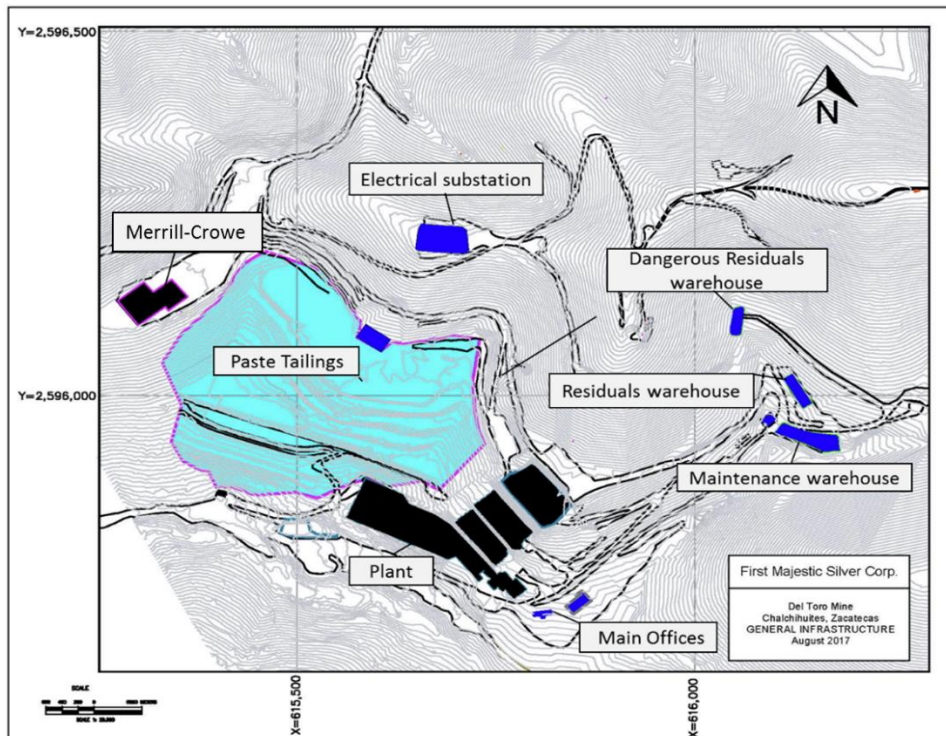 Y=2,596,500
N
Electrical substation
Merrill-Crowe
Dangerous Residuals
warehouse
Paste Tailings
Y=2,596,000
Residuals warehouse
Maintenance warehouse
Plant
Main Offices
First Majestic Silver Corp.
Del Toro Mine
Chalchihuites, Zacatecas
GENERAL INFRASTRUCTURE
August 2017
X=615,500
X=616,000
SCALE